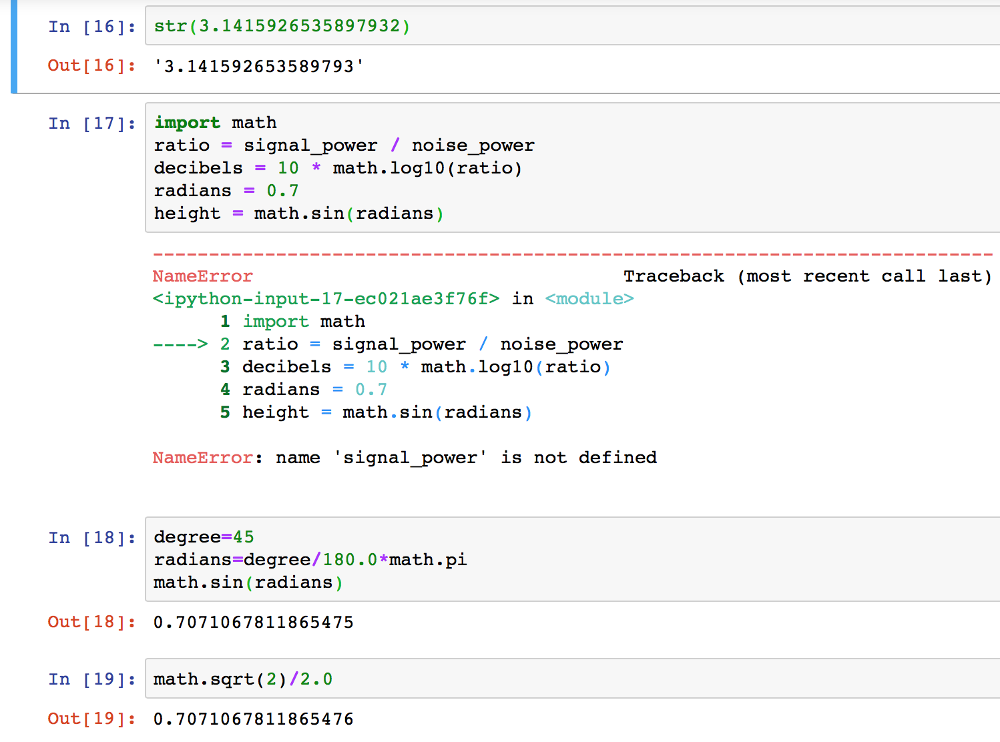 In [16]: str(3.1415926535897932)
Out[16]: '3.141592653589793'
In [17]: import math
ratio = signal_power / noise_power
decibels = 10 * math.log10(ratio)
radians = 0.7
height = math.sin(radians)
---------------------------------------------------------------------------
NameError                                 Traceback (most recent call last)
<ipython-input-17-ec021ae3f76f> in <module>
      1 import math
----> 2 ratio = signal_power / noise_power
      3 decibels = 10 * math.log10(ratio)
      4 radians = 0.7
      5 height = math.sin(radians)
NameError: name 'signal_power' is not defined
In [18]: degree=45
radians=degree/180.0*math.pi
math.sin(radians)
Out[18]: 0.7071067811865475
In [19]: math.sqrt(2)/2.0
Out[19]: 0.7071067811865476